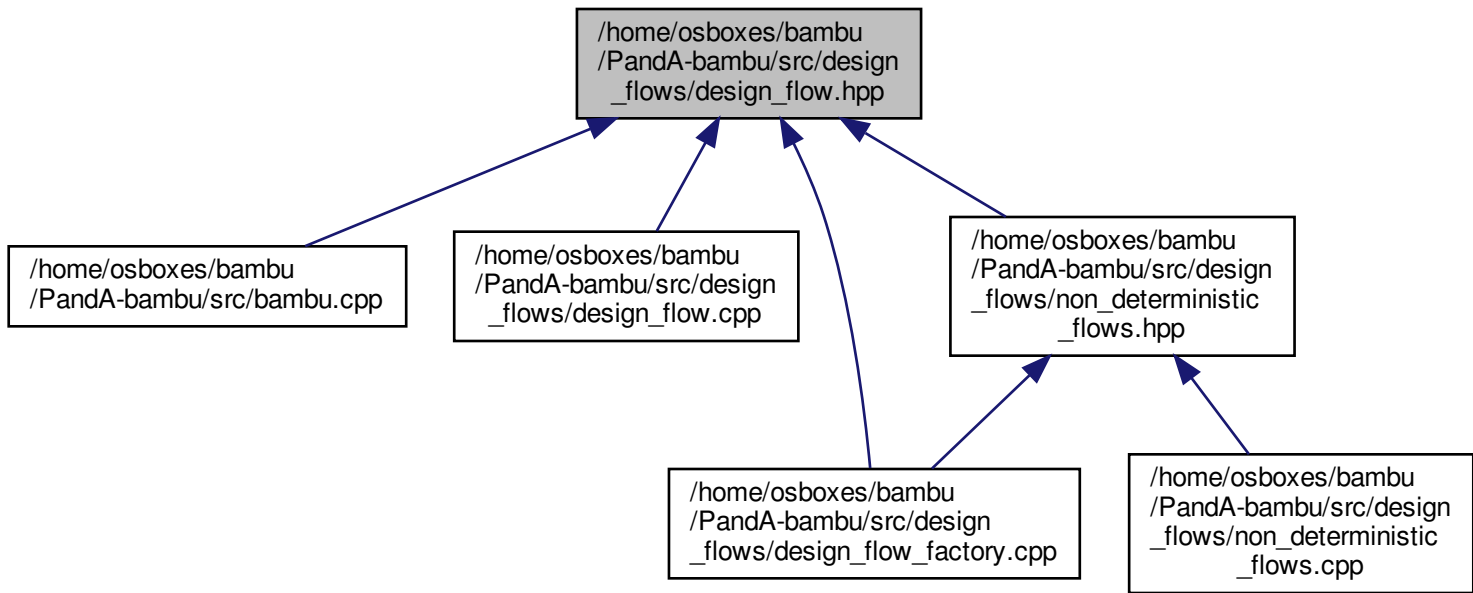 /home/osboxes/bambu
/PandA-bambu/src/design
_flows/design_flow.hpp
/home/osboxes/bambu
/PandA-bambu/src/bambu.cpp
/home/osboxes/bambu
/PandA-bambu/src/design
_flows/design_flow.cpp
/home/osboxes/bambu
/PandA-bambu/src/design
_flows/non_deterministic
_flows.hpp
/home/osboxes/bambu
/PandA-bambu/src/design
_flows/design_flow_factory.cpp
/home/osboxes/bambu
/PandA-bambu/src/design
_flows/non_deterministic
_flows.cpp